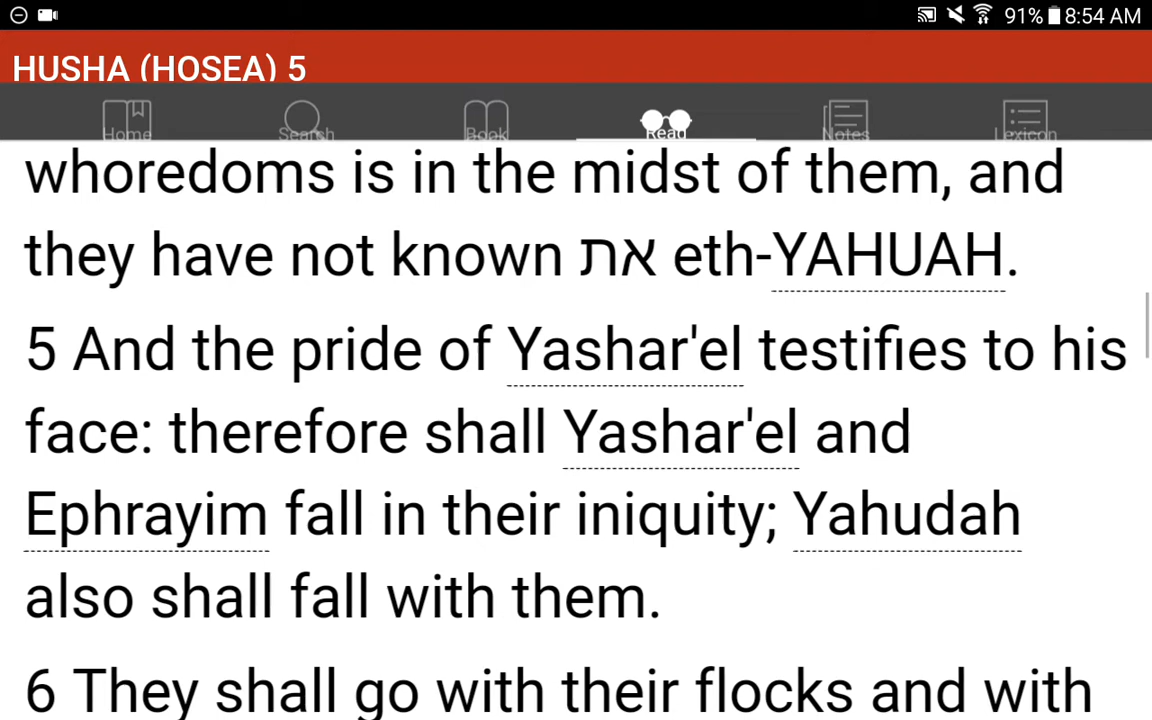 91% 8:54 AM
HUSHA (HOSEA) 5
Home Search Book Read Notes Lexicon
whoredoms is in the midst of them, and
they have not known את eth-YAHUAH.
5 And the pride of Yashar'el testifies to his
face: therefore shall Yashar'el and
Ephrayim fall in their iniquity; Yahudah
also shall fall with them.
6 They shall go with their flocks and with